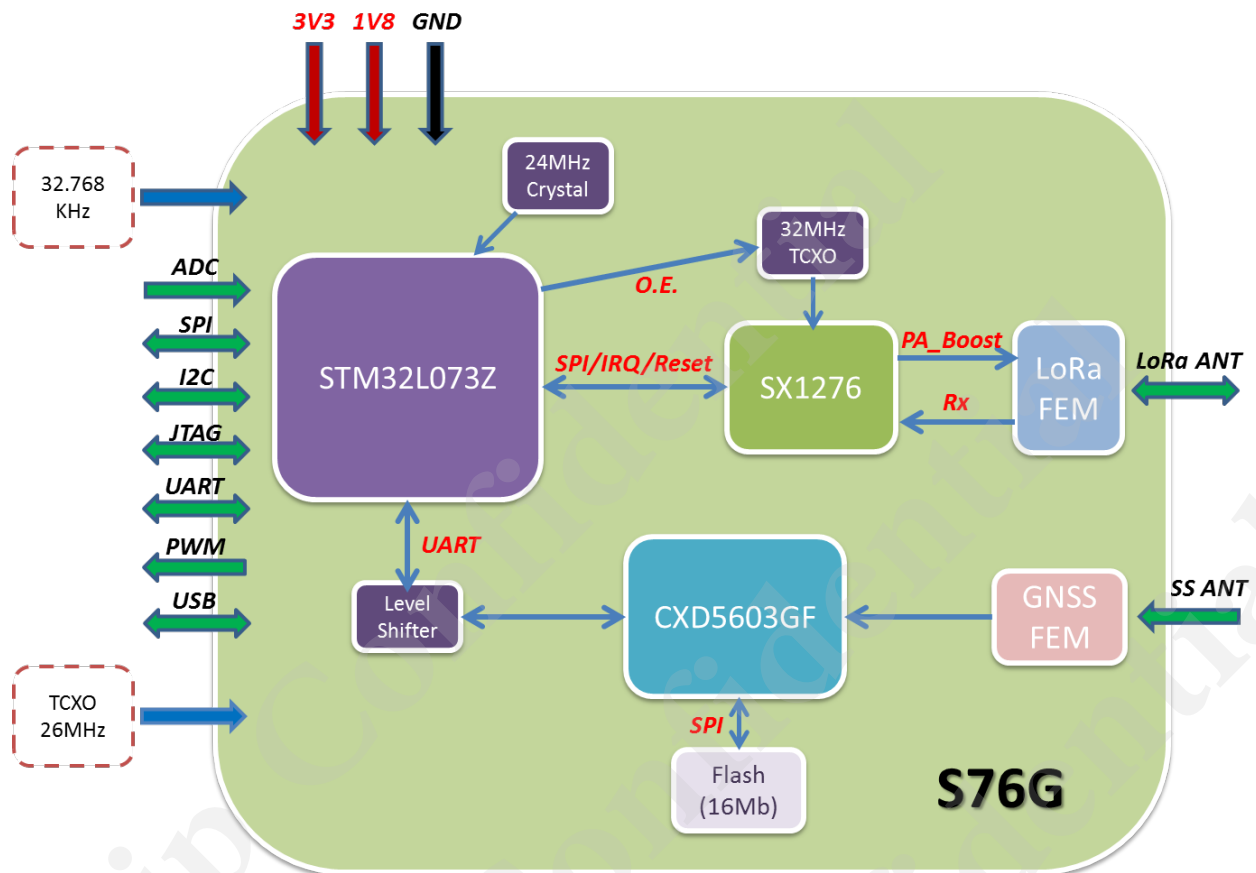 3V3 1V8 GND
32.768
KHz
24MHz
Crystal
32MHz
TCXO
ADC
O.E.
SPI
STM32L073Z
SPI/IRQ/Reset
SX1276
PA_Boost
Rx
LoRa
FEM
LoRa ANT
I2C
JTAG
UART
PWM
USB
UART
Level
Shifter
CXD5603GF
GNSS
FEM
SS ANT
TCXO
26MHz
SPI
Flash
(16Mb)
S76G
Confidential
Confidential